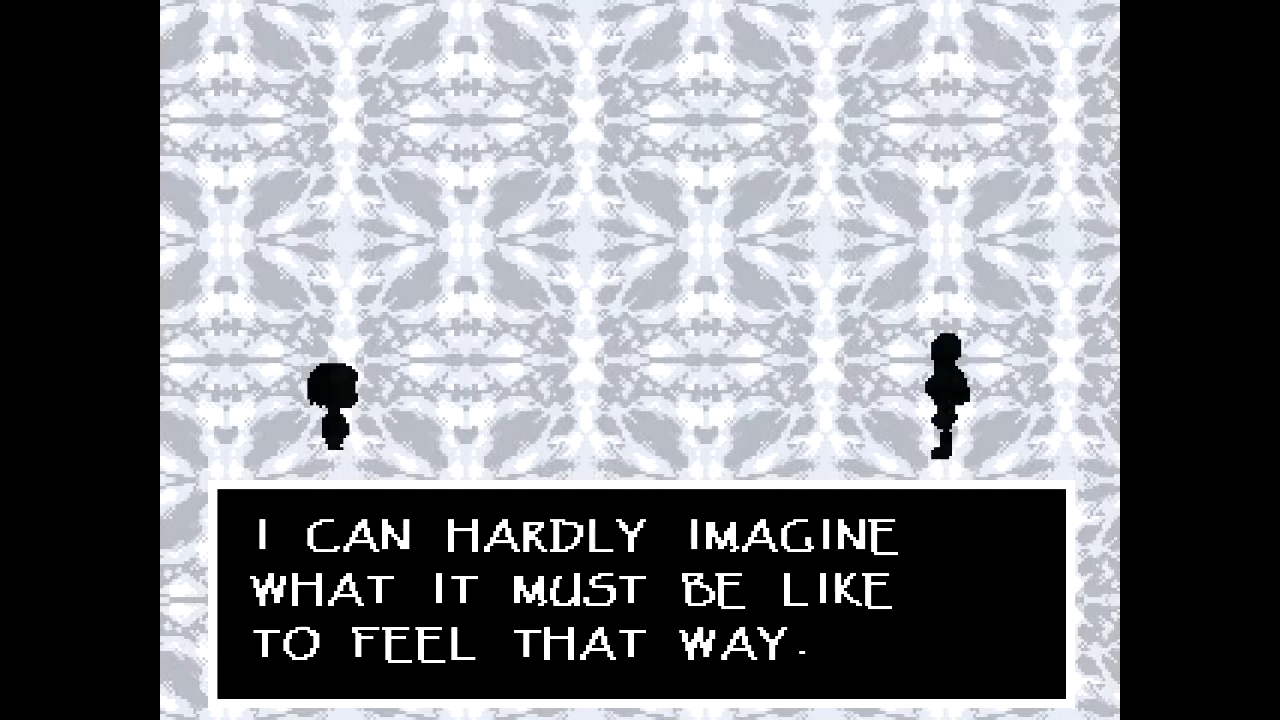 I CAN HARDLY IMAGINE
WHAT IT MUST BE LIKE
TO FEEL THAT WAY.